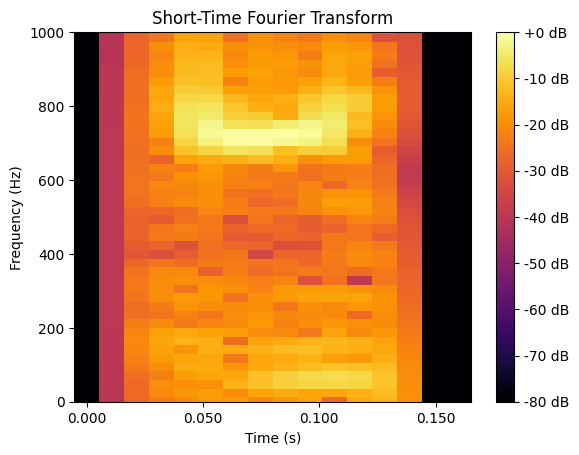 Short-Time Fourier Transform
1000
800
600
400
200
0
Frequency (Hz)
0.000
0.050
0.100
0.150
Time (s)
+0 dB
-10 dB
-20 dB
-30 dB
-40 dB
-50 dB
-60 dB
-70 dB
-80 dB